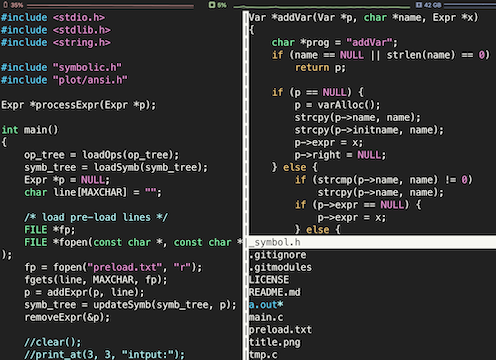 35%
5%
42 GB
#include <stdio.h>
#include <stdlib.h>
#include <string.h>
#include "symbolic.h"
#include "plot/ansi.h"
Expr *processExpr(Expr *p);
int main()
{
op_tree = loadOps(op_tree);
symb_tree = loadSymb(symb_tree);
Expr *p = NULL;
char line[MAXCHAR] = "";
/* load pre-load lines */
FILE *fp;
FILE *fopen(const char *, const char *
);
fp = fopen("preload.txt", "r");
fgets(line, MAXCHAR, fp);
p = addExpr(p, line);
symb_tree = updateSymb(symb_tree, p);
removeExpr(&p);
//clear();
//print_at(3, 3, "intput:");
Var *addVar(Var *p, char *name, Expr *x)
{
char *prog = "addVar";
if (name == NULL || strlen(name) == 0)
return p;
if (p == NULL) {
p = varAlloc();
strcpy(p->name, name);
strcpy(p->initname, name);
p->expr = x;
p->right = NULL;
} else {
if (strcmp(p->name, name) != 0)
strcpy(p->name, name);
if (p->expr == NULL) {
p->expr = x;
} else {
_symbol.h
.gitignore
.gitmodules
LICENSE
README.md
a.out*
main.c
preload.txt
title.png
tmp.c